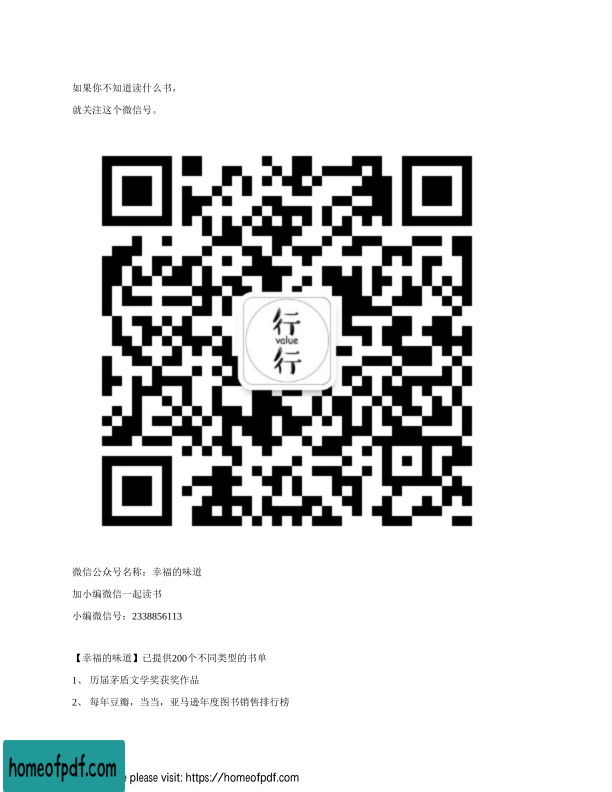 如果你不知道读什么书，
就关注这个微信号。
行
value
行
微信公众号名称：幸福的味道
加小编微信一起读书
小编微信号：2338856113
【幸福的味道】已提供200个不同类型的书单
1、 历届茅盾文学奖获奖作品
2、 每年豆瓣，当当，亚马逊年度图书销售排行榜
homeofpdf.com
please visit: https://homeofpdf.com